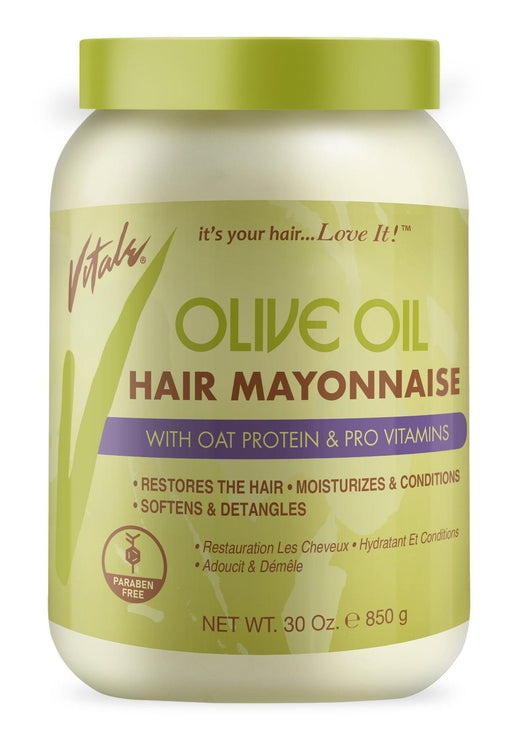 Vitale®
it's your hair...Love It!™
OLIVE OIL
HAIR MAYONNAISE
WITH OAT PROTEIN & PRO VITAMINS
• RESTORES THE HAIR • MOISTURIZES & CONDITIONS
• SOFTENS & DETANGLES
• Restauration Les Cheveux • Hydratant Et Conditions
• Adoucit & Démêle
PARABEN
FREE
NET WT. 30 Oz. ℮ 850 g